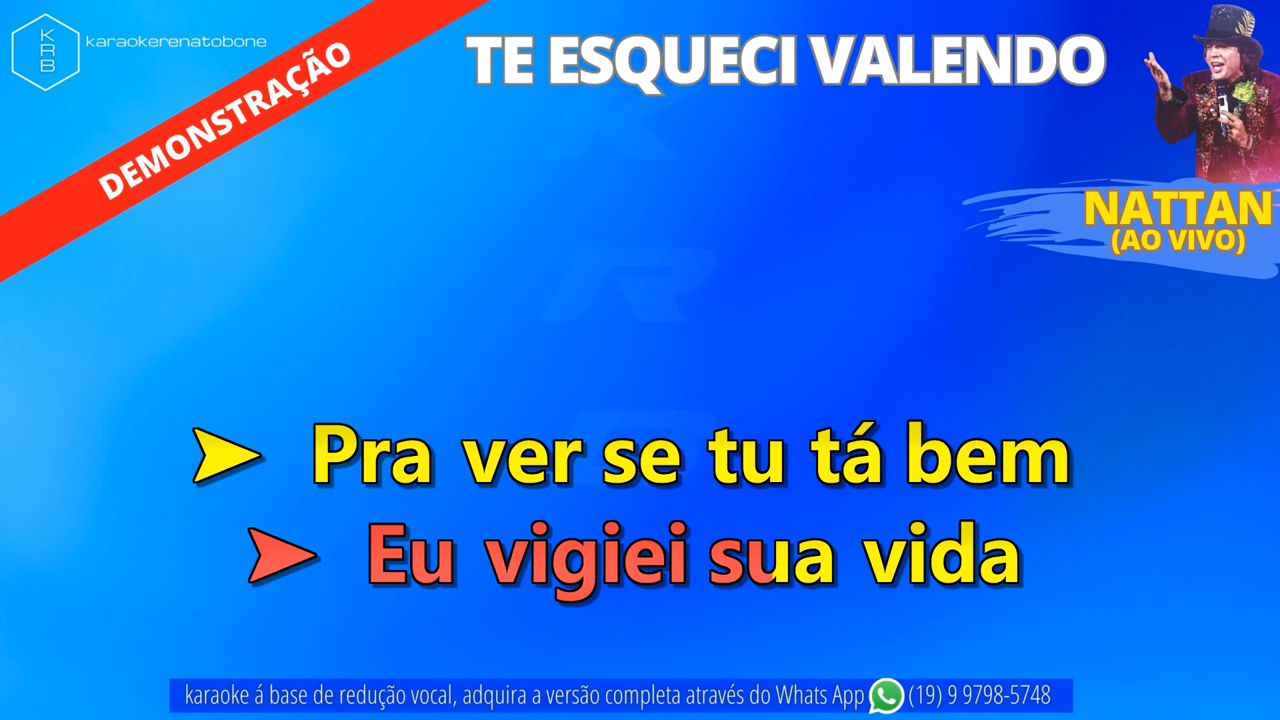 KRB
karaokerenatobone
DEMONSTRAÇÃO
TE ESQUECI VALENDO
NATTAN
(AO VIVO)
K
R
B
➤ Pra ver se tu tá bem
➤ Eu vigiei sua vida
karaoke á base de redução vocal, adquira a versão completa através do Whats App (19) 9 9798-5748